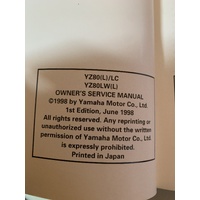 YZ80(L)/LC
YZ80LW(L)
OWNER'S SERVICE MANUAL
©1998 by Yamaha Motor Co., Ltd.
1st Edition, June 1998
All rights reserved. Any reprinting or
unauthorized use without the written
permission of Yamaha Motor Co., Ltd.
is expressly prohibited.
Printed in Japan